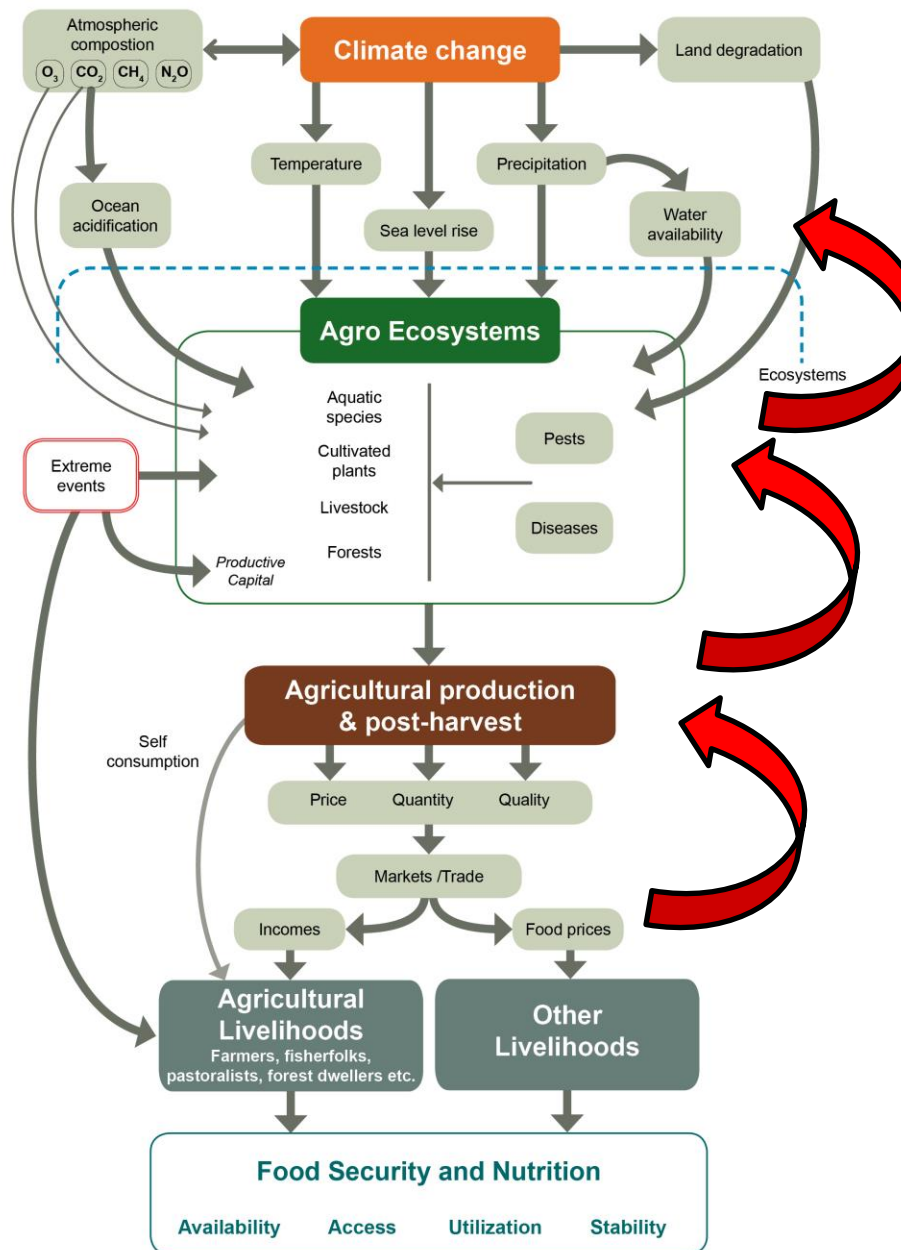 Atmospheric
compostion
O3 CO2 CH4 N2O
Climate change
Land degradation
Temperature
Precipitation
Ocean
acidification
Sea level rise
Water
availability
Agro Ecosystems
Ecosystems
Aquatic
species
Cultivated
plants
Livestock
Forests
Pests
Diseases
Extreme
events
Productive
Capital
Agricultural production
& post-harvest
Self
consumption
Price Quantity Quality
Markets /Trade
Incomes
Food prices
Agricultural
Livelihoods
Farmers, fisherfolks,
pastoralists, forest dwellers etc.
Other
Livelihoods
Food Security and Nutrition
Availability Access Utilization Stability